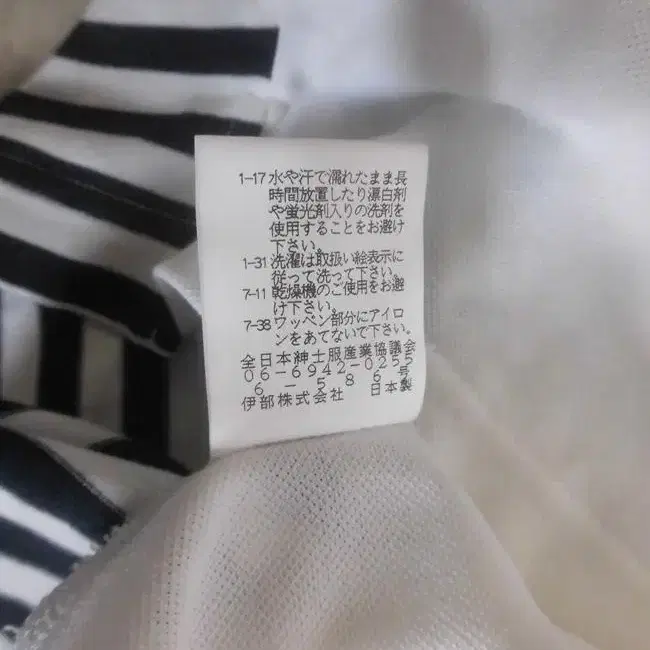 1-17 水や汗で濡れたまま長
時間放置したり漂白剤
や蛍光剤入りの洗剤を
使用することをお避け
下さい。
1-31 洗濯は取扱い絵表示に
従って洗って下さい。
7-11 乾燥機のご使用をお避
け下さい。
7-38 ワッペン部分にアイロ
ンをあてないで下さい。
全日本紳士服産業協議会
06-6942-0255
6-586号
伊部株式会社 日本製